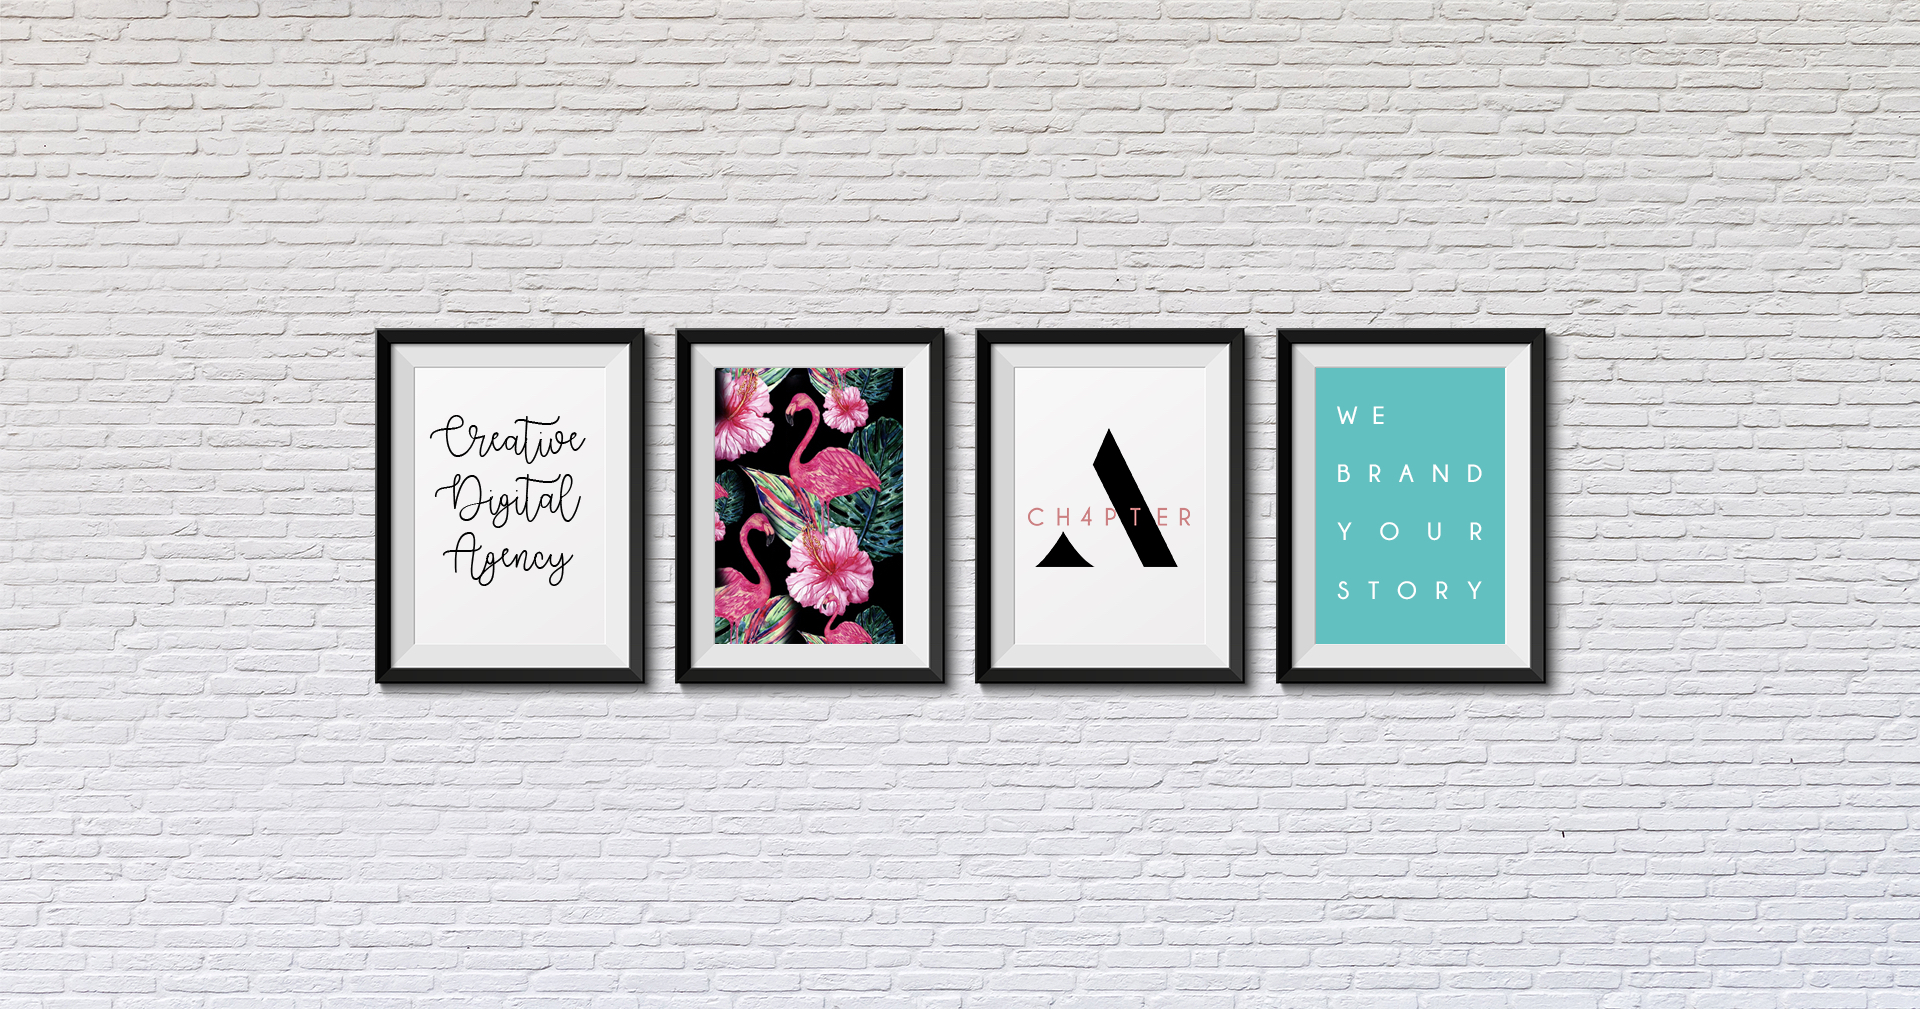 Creative
Digital
Agency
CH4PTER
WE
BRAND
YOUR
STORY